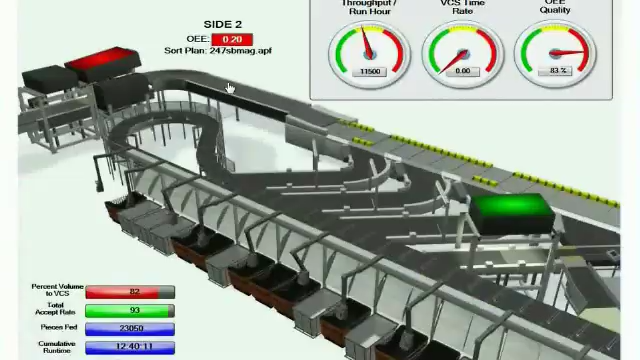 SIDE 2
OEE: 0.20
Sort Plan: 247sbmag.apf
Throughput /
Run Hour
VCS Time
Rate
OEE
Quality
11500
0.00
83 %
Percent Volume
to VCS
82
Total
Accept Rate
93
Pieces Fed
23050
Cumulative
Runtime
12:40:11